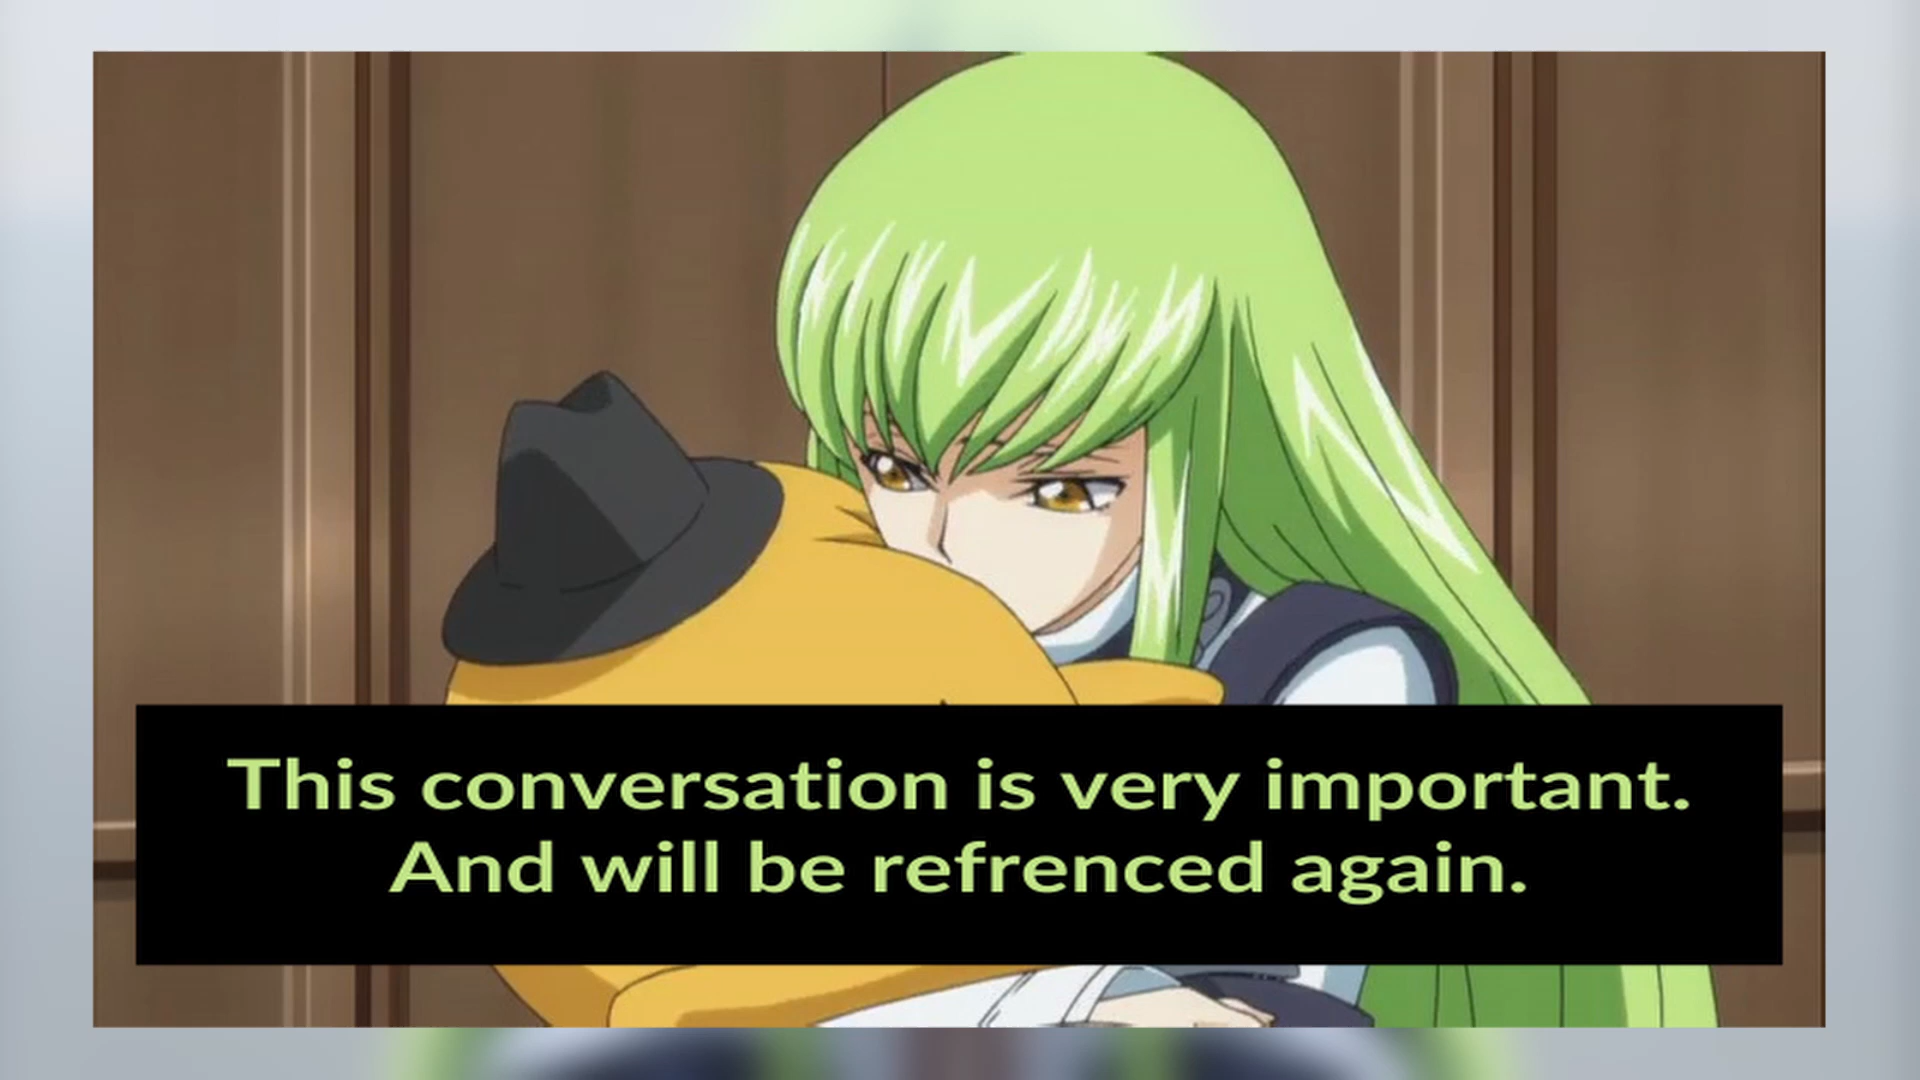 This conversation is very important.
And will be refrenced again.